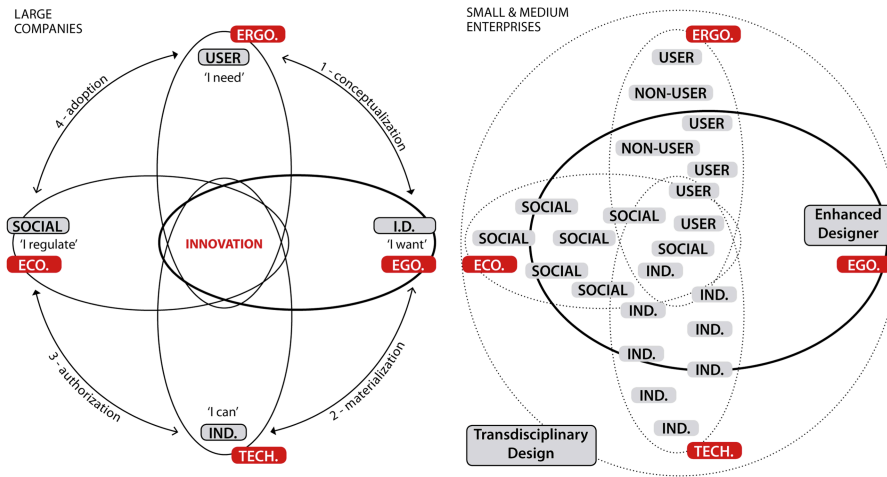 LARGE
COMPANIES
ERGO.
USER
'I need'
1 - conceptualization
4 - adoption
SOCIAL
'I regulate'
ECO.
INNOVATION
I.D.
'I want'
EGO.
3 - authorization
2 - materialization
'I can'
IND.
TECH.
SMALL & MEDIUM
ENTERPRISES
ERGO.
USER
NON-USER
USER
NON-USER
USER
USER
SOCIAL
SOCIAL
USER
Enhanced
Designer
SOCIAL
SOCIAL
SOCIAL
ECO.
SOCIAL
IND.
EGO.
SOCIAL
IND.
IND.
IND.
IND.
IND.
IND.
IND.
Transdisciplinary
Design
TECH.